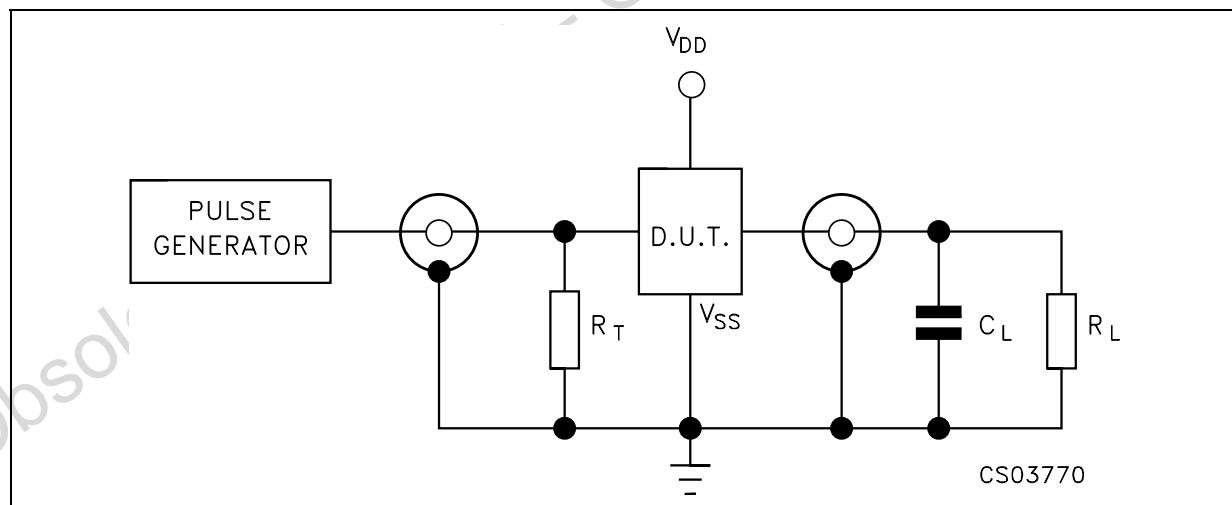 VDD
PULSE
GENERATOR
D.U.T.
VSS
RT
CL
RL
CS03770